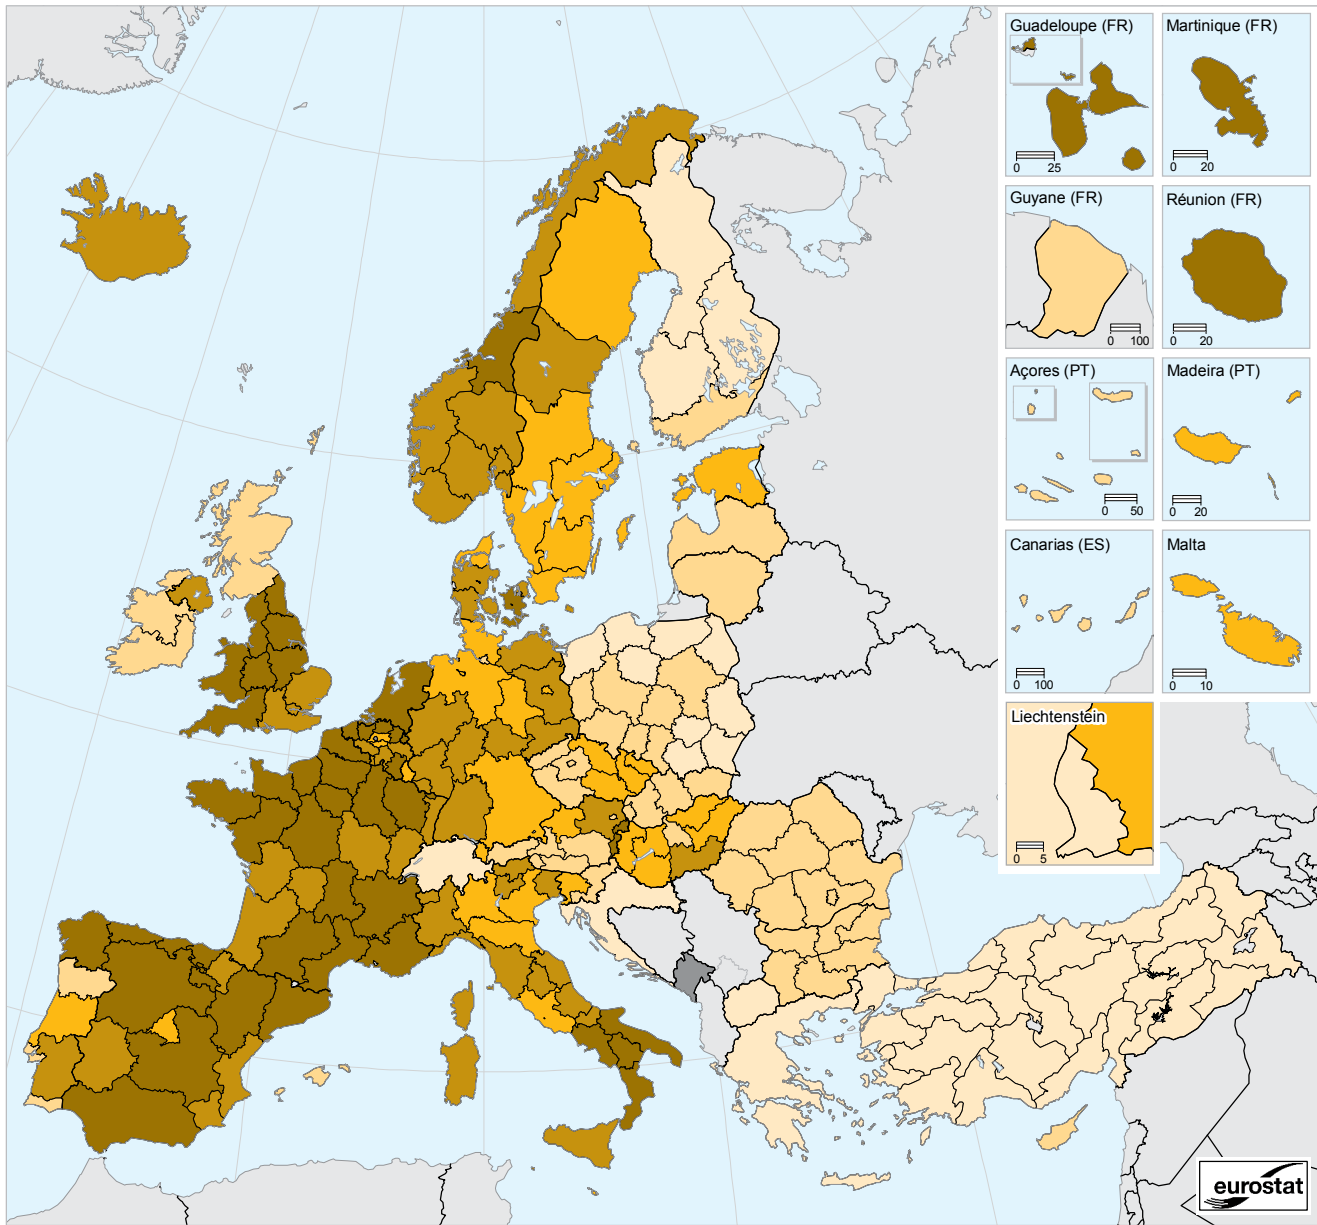 Guadeloupe (FR)
0 25
Martinique (FR)
0 20
Guyane (FR)
0 100
Réunion (FR)
0 20
Açores (PT)
0 50
Madeira (PT)
0 20
Canarias (ES)
0 100
Malta
0 10
Liechtenstein
0 5
eurostat